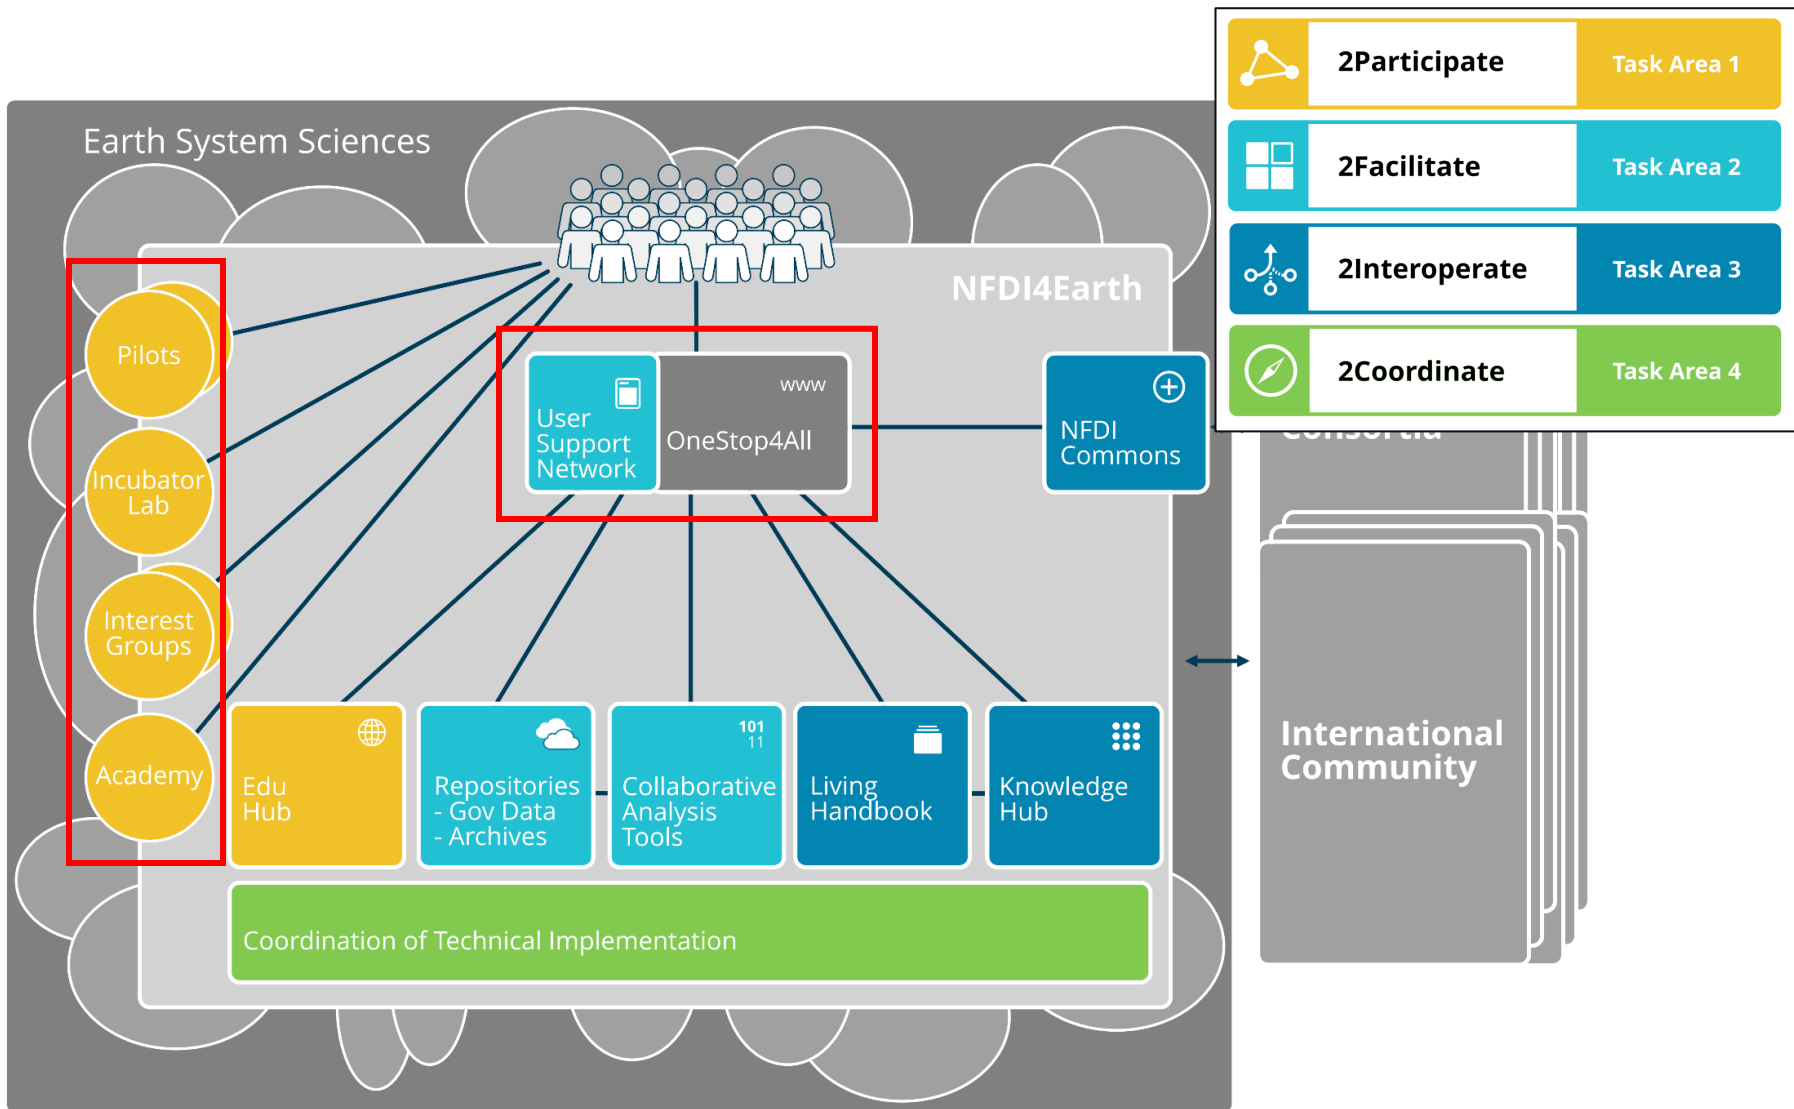 2Participate
Task Area 1
2Facilitate
Task Area 2
2Interoperate
Task Area 3
2Coordinate
Task Area 4
Earth System Sciences
NFDI4Earth
Pilots
Incubator
Lab
Interest
Groups
Academy
User
Support
Network
www
OneStop4All
NFDI
Commons
Consortia
Edu
Hub
Repositories
- Gov Data
- Archives
101
11
Collaborative
Analysis
Tools
Living
Handbook
Knowledge
Hub
International
Community
Coordination of Technical Implementation